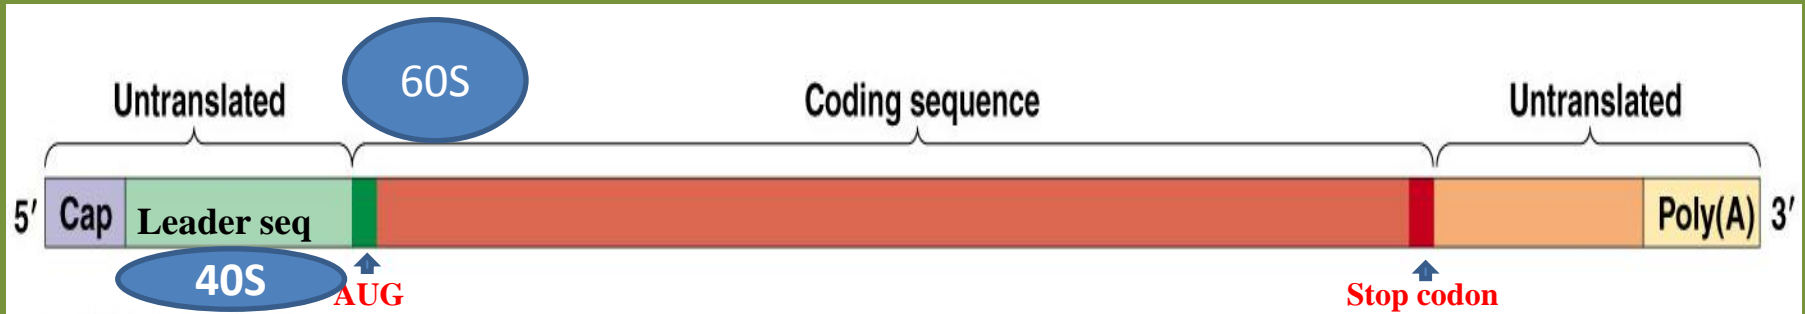 60S
Untranslated
Coding sequence
Untranslated
5′ Cap Leader seq Poly(A) 3′
40S
AUG
Stop codon